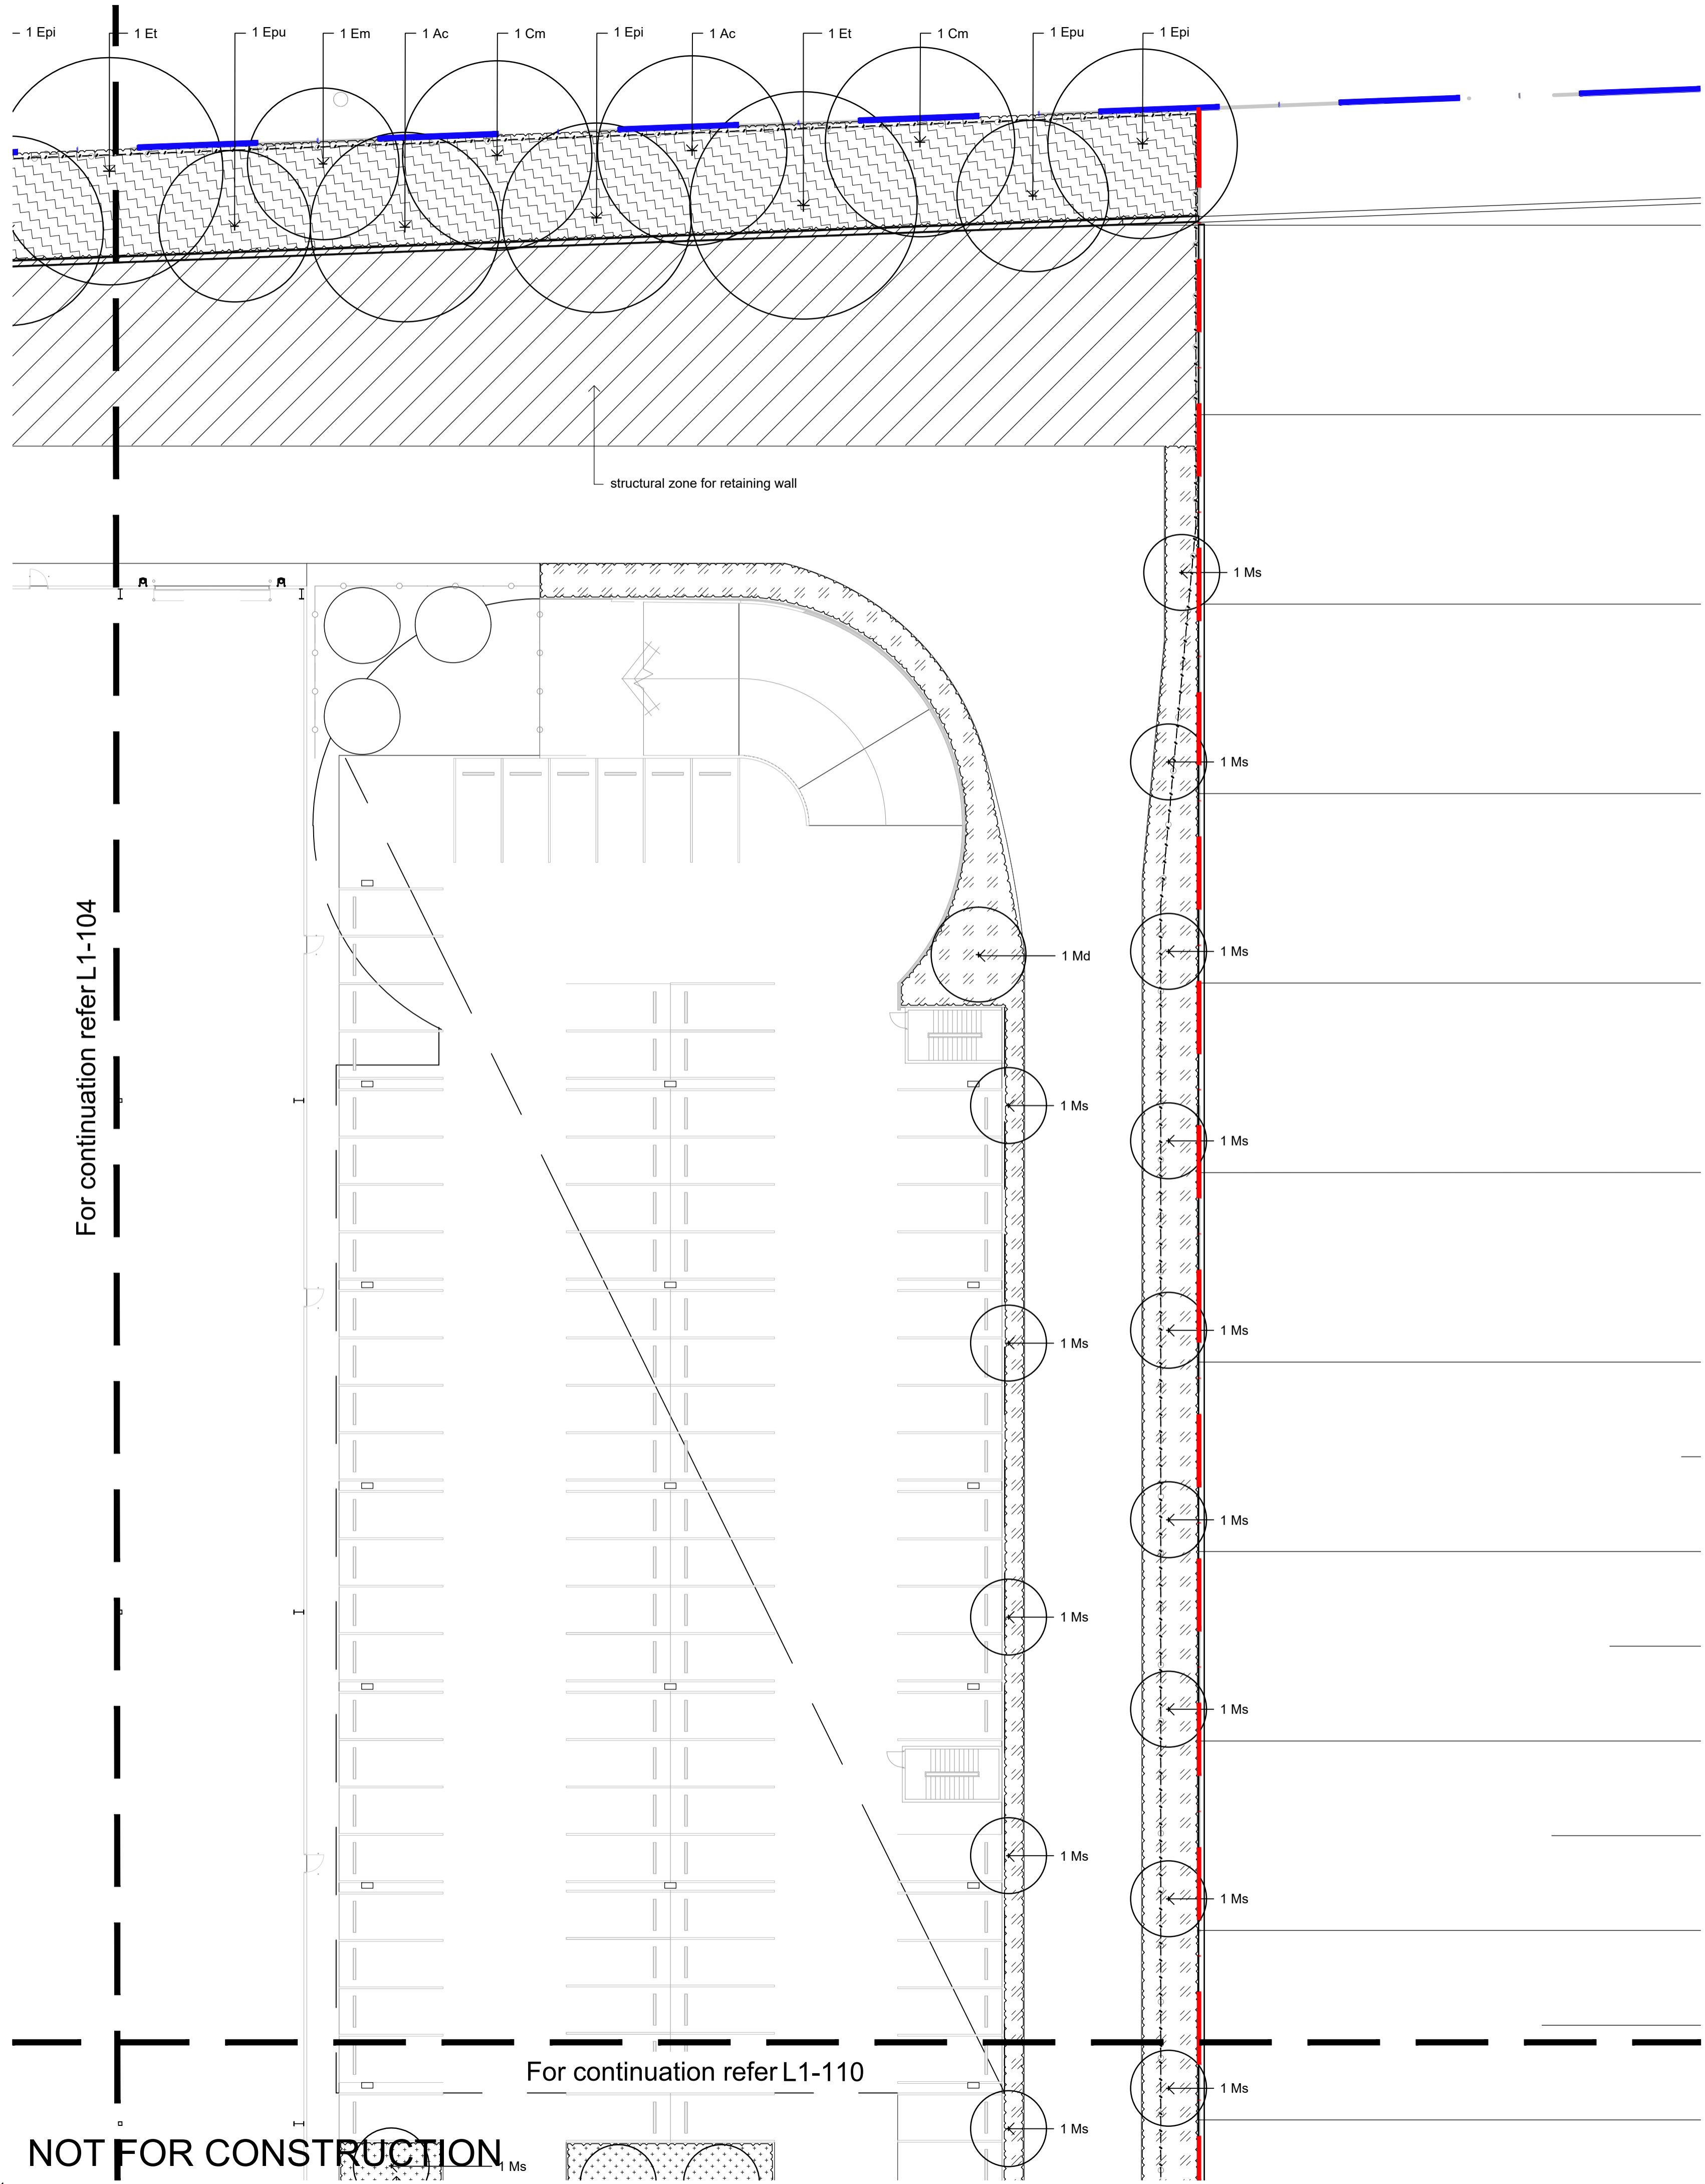 1 Epi
1 Et
1 Epu
1 Em
1 Ac
1 Cm
1 Epi
1 Ac
1 Et
1 Cm
1 Epu
1 Epi
structural zone for retaining wall
1 Ms
1 Ms
For continuation refer L1-104
1 Ms
1 Md
1 Ms
1 Ms
1 Ms
1 Ms
1 Ms
1 Ms
1 Ms
1 Ms
1 Ms
For continuation refer L1-110
1 Ms
1 Ms
NOT FOR CONSTRUCTION
1 Ms